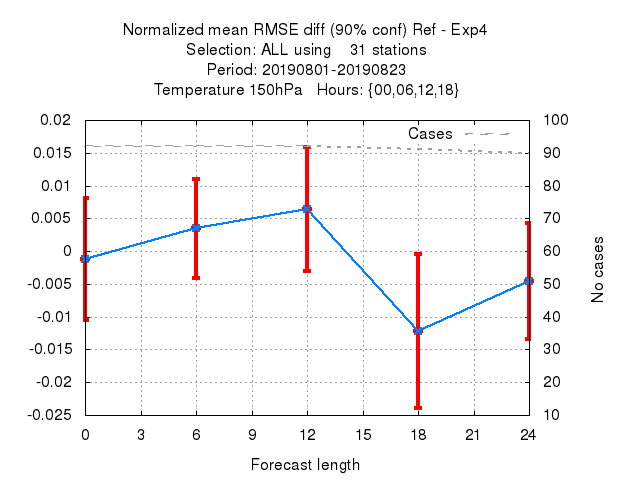 Normalized mean RMSE diff (90% conf) Ref - Exp4
Selection: ALL using    31 stations
Period: 20190801-20190823
Temperature 150hPa   Hours: {00,06,12,18}
Cases
0.02
0.015
0.01
0.005
0
-0.005
-0.01
-0.015
-0.02
-0.025
100
90
80
70
60
50
40
30
20
10
No cases
0 3 6 9 12 15 18 21 24
Forecast length